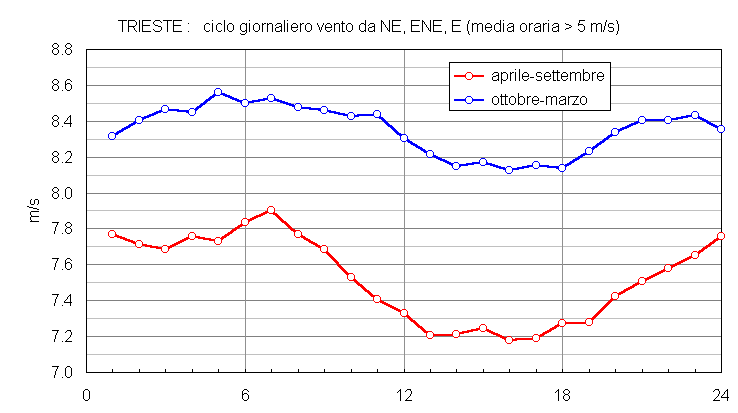 TRIESTE :   ciclo giornaliero vento da NE, ENE, E (media oraria > 5 m/s)
8.8
8.6
8.4
8.2
8.0
7.8
7.6
7.4
7.2
7.0
m/s
aprile-settembre
ottobre-marzo
0 6 12 18 24